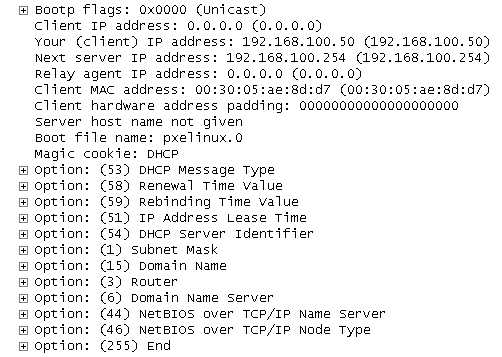 Bootp flags: 0x0000 (Unicast)
Client IP address: 0.0.0.0 (0.0.0.0)
Your (client) IP address: 192.168.100.50 (192.168.100.50)
Next server IP address: 192.168.100.254 (192.168.100.254)
Relay agent IP address: 0.0.0.0 (0.0.0.0)
Client MAC address: 00:30:05:ae:8d:d7 (00:30:05:ae:8d:d7)
Client hardware address padding: 00000000000000000000
Server host name not given
Boot file name: pxelinux.0
Magic cookie: DHCP
Option: (53) DHCP Message Type
Option: (58) Renewal Time Value
Option: (59) Rebinding Time Value
Option: (51) IP Address Lease Time
Option: (54) DHCP Server Identifier
Option: (1) Subnet Mask
Option: (15) Domain Name
Option: (3) Router
Option: (6) Domain Name Server
Option: (44) NetBIOS over TCP/IP Name Server
Option: (46) NetBIOS over TCP/IP Node Type
Option: (255) End